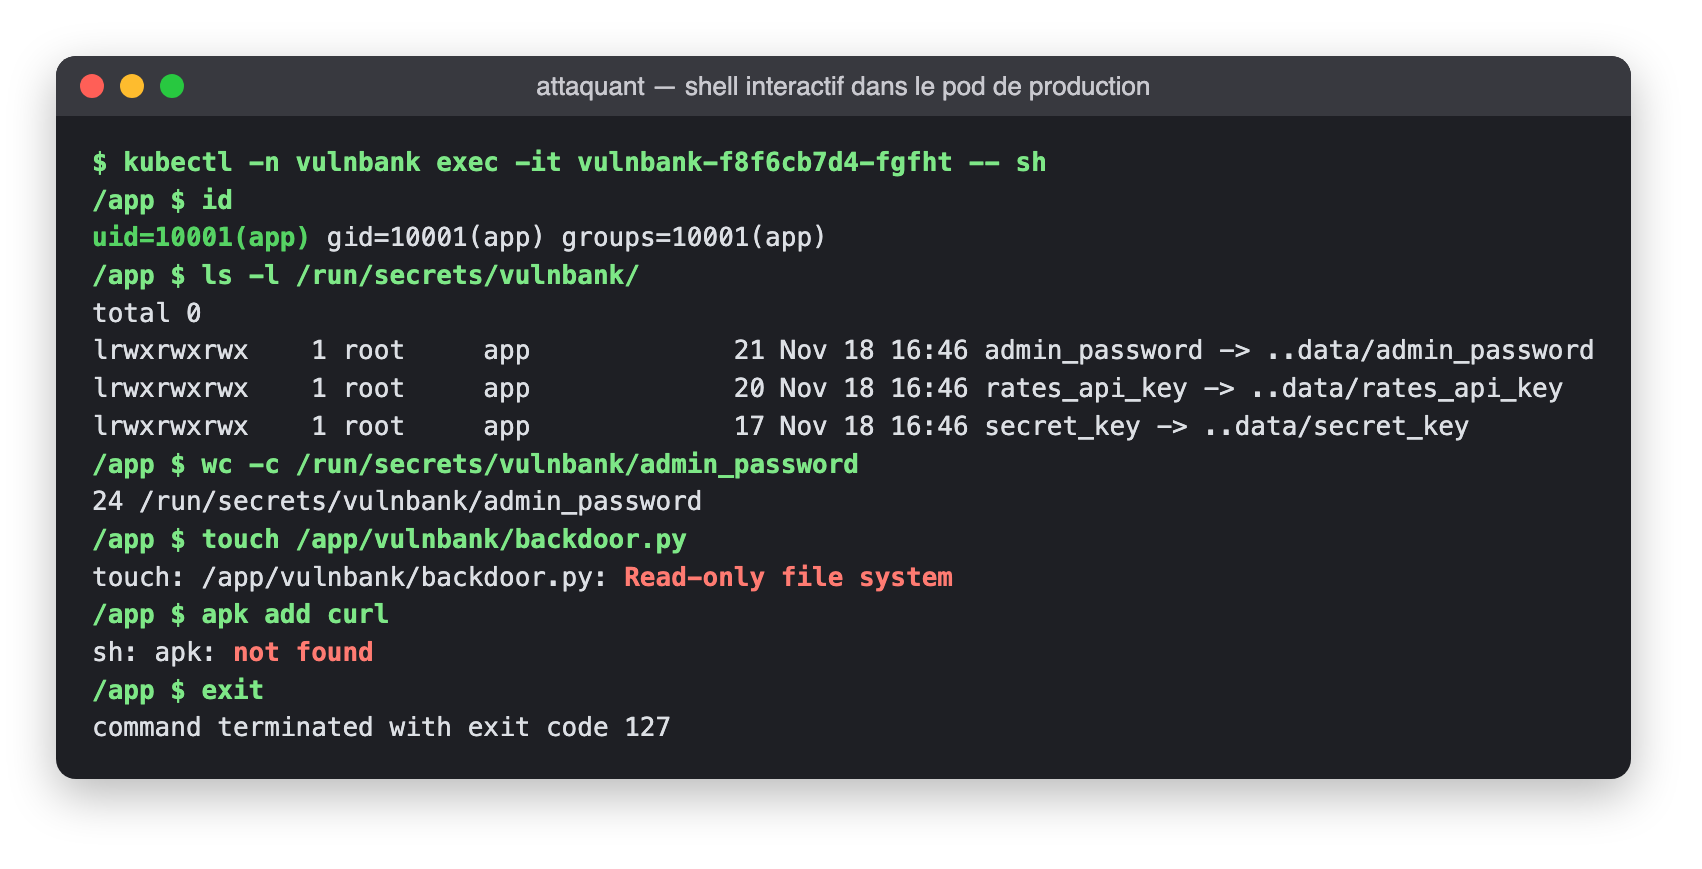 attaquant — shell interactif dans le pod de production
$ kubectl -n vulnbank exec -it vulnbank-f8f6cb7d4-fgfht -- sh
/app $ id
uid=10001(app) gid=10001(app) groups=10001(app)
/app $ ls -l /run/secrets/vulnbank/
total 0
lrwxrwxrwx    1 root     app             21 Nov 18 16:46 admin_password -> ..data/admin_password
lrwxrwxrwx    1 root     app             20 Nov 18 16:46 rates_api_key -> ..data/rates_api_key
lrwxrwxrwx    1 root     app             17 Nov 18 16:46 secret_key -> ..data/secret_key
/app $ wc -c /run/secrets/vulnbank/admin_password
24 /run/secrets/vulnbank/admin_password
/app $ touch /app/vulnbank/backdoor.py
touch: /app/vulnbank/backdoor.py: Read-only file system
/app $ apk add curl
sh: apk: not found
/app $ exit
command terminated with exit code 127